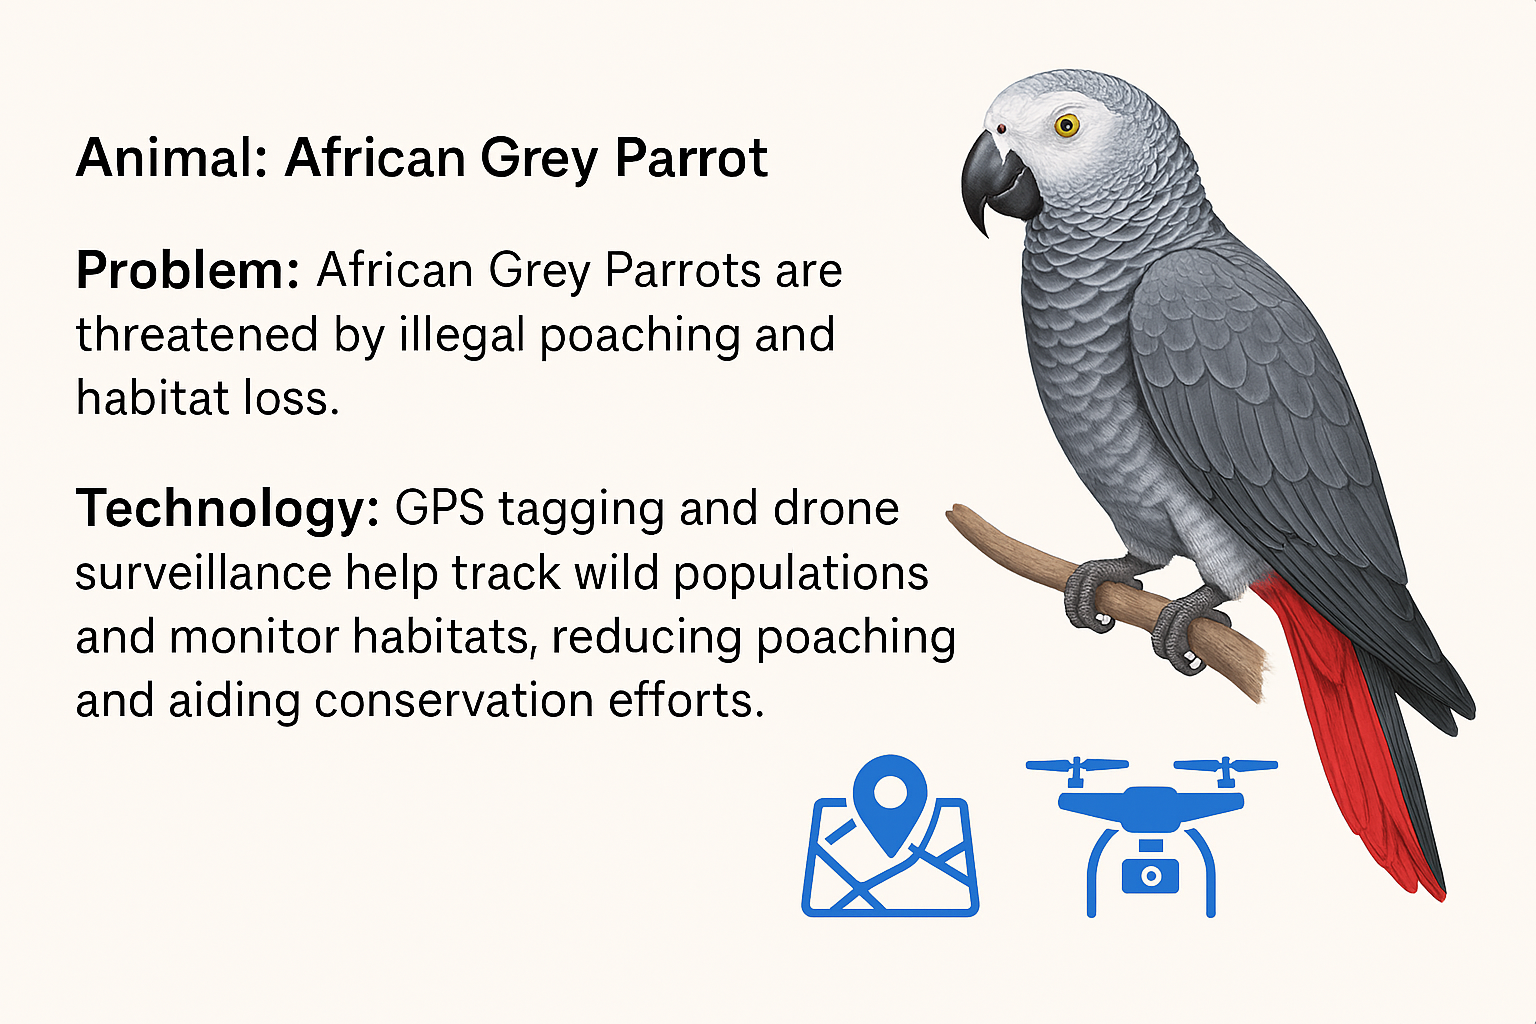 Animal: African Grey Parrot
Problem: African Grey Parrots are
threatened by illegal poaching and
habitat loss.
Technology: GPS tagging and drone
surveillance help track wild populations
and monitor habitats, reducing poaching
and aiding conservation efforts.